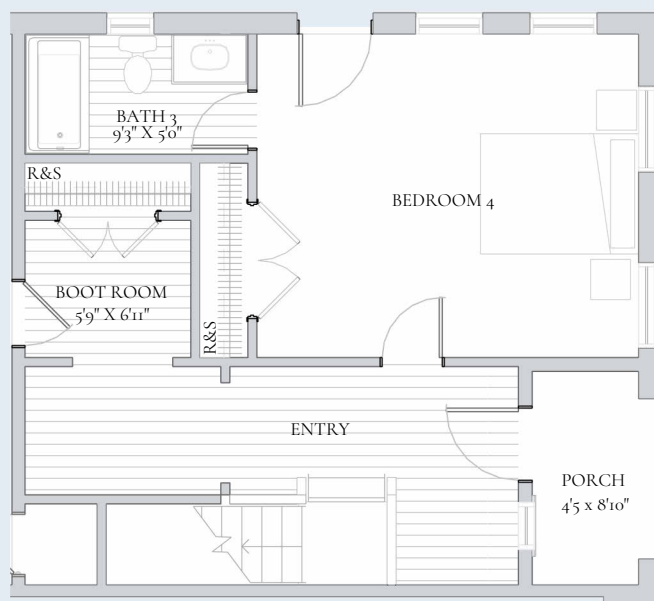 BATH 3
9'3" X 5'0"
R&S
BEDROOM 4
BOOT ROOM
5'9" X 6'11"
R&S
ENTRY
PORCH
4'5 x 8'10"